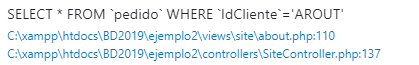 SELECT * FROM `pedido` WHERE `IdCliente`='AROUT'
C:\xampp\htdocs\BD2019\ejemplo2\views\site\about.php:110
C:\xampp\htdocs\BD2019\ejemplo2\controllers\SiteController.php:137